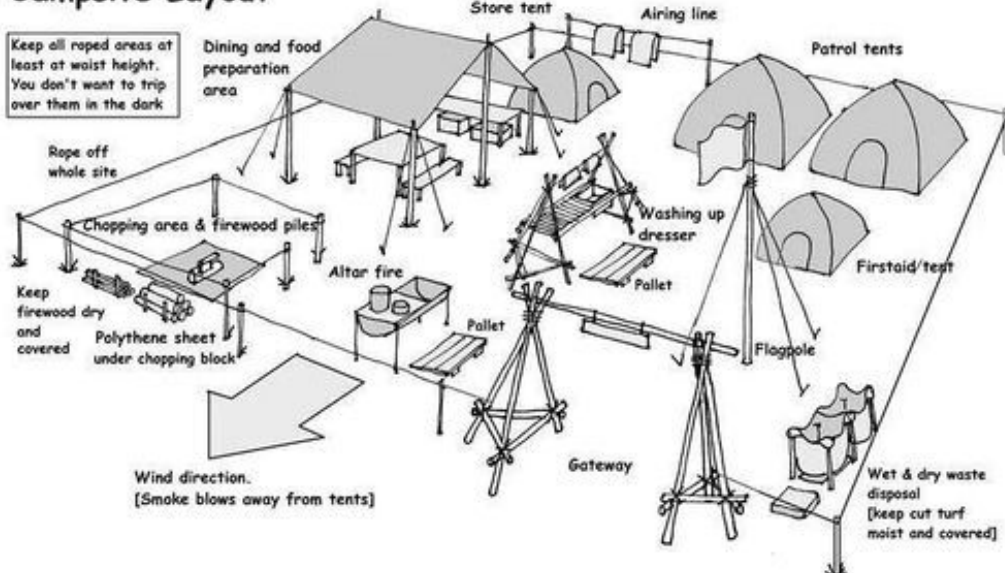 Campsite Layout
Store tent
Airing line
Keep all roped areas at
least at waist height.
You don't want to trip
over them in the dark
Dining and food
preparation
area
Patrol tents
Rope off
whole site
Chopping area & firewood piles
Washing up
dresser
Altar fire
Pallet
Firstaid/tent
Keep
firewood dry
and
covered
Polythene sheet
under chopping block
Pallet
Flagpole
Wind direction.
[Smoke blows away from tents]
Gateway
Wet & dry waste
disposal
[keep cut turf
moist and covered]